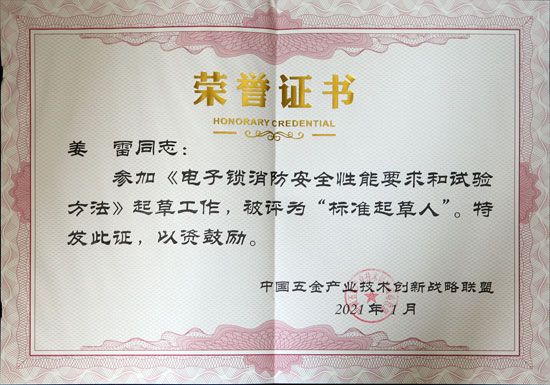 荣誉证书
HONORARY CREDENTIAL
姜　雷同志：
参加《电子锁消防安全性能要求和试验
方法》起草工作，被评为“标准起草人”。特
发此证，以资鼓励。
中国五金产业技术创新战略联盟
2021年1月